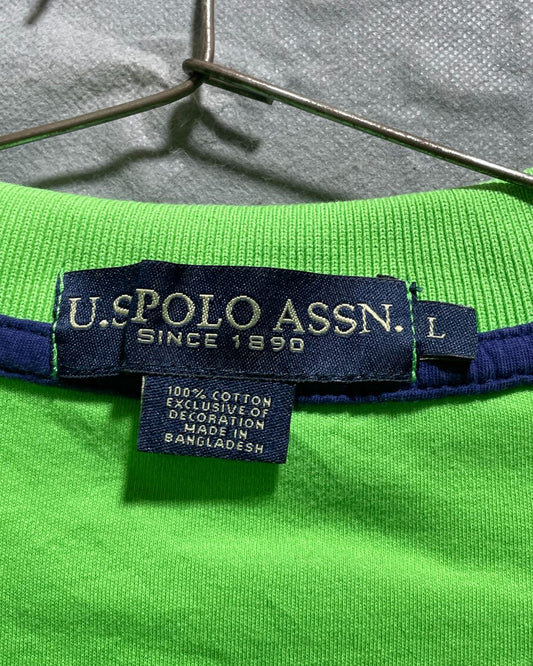 U.S POLO ASSN.
SINCE 1890
L
100% COTTON
EXCLUSIVE OF
DECORATION
MADE IN
BANGLADESH